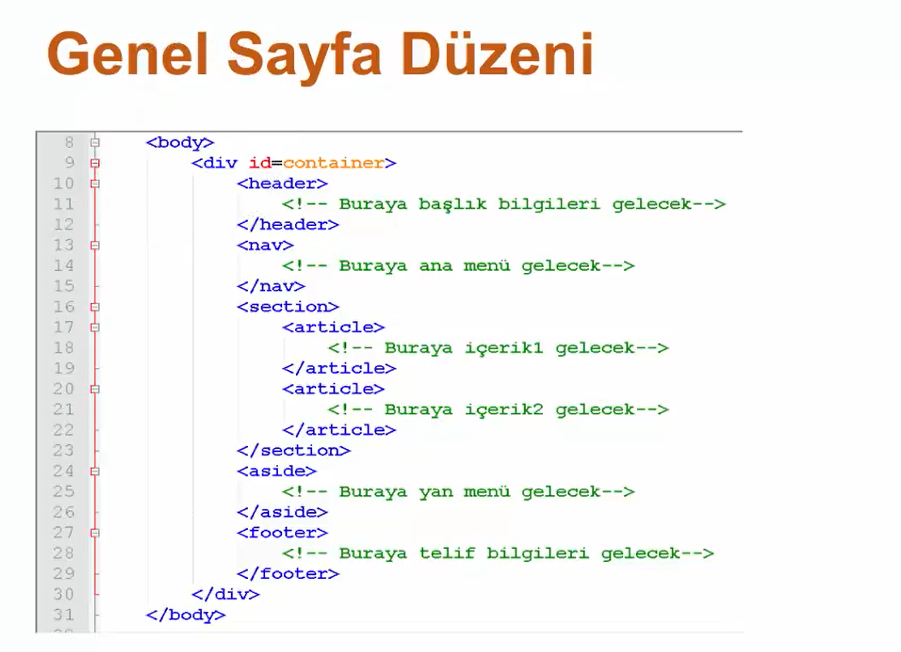 Genel Sayfa Düzeni
8 <body>
9 <div id=container>
10 <header>
11 <!-- Buraya başlık bilgileri gelecek-->
12 </header>
13 <nav>
14 <!-- Buraya ana menü gelecek-->
15 </nav>
16 <section>
17 <article>
18 <!-- Buraya içerik1 gelecek-->
19 </article>
20 <article>
21 <!-- Buraya içerik2 gelecek-->
22 </article>
23 </section>
24 <aside>
25 <!-- Buraya yan menü gelecek-->
26 </aside>
27 <footer>
28 <!-- Buraya telif bilgileri gelecek-->
29 </footer>
30 </div>
31 </body>